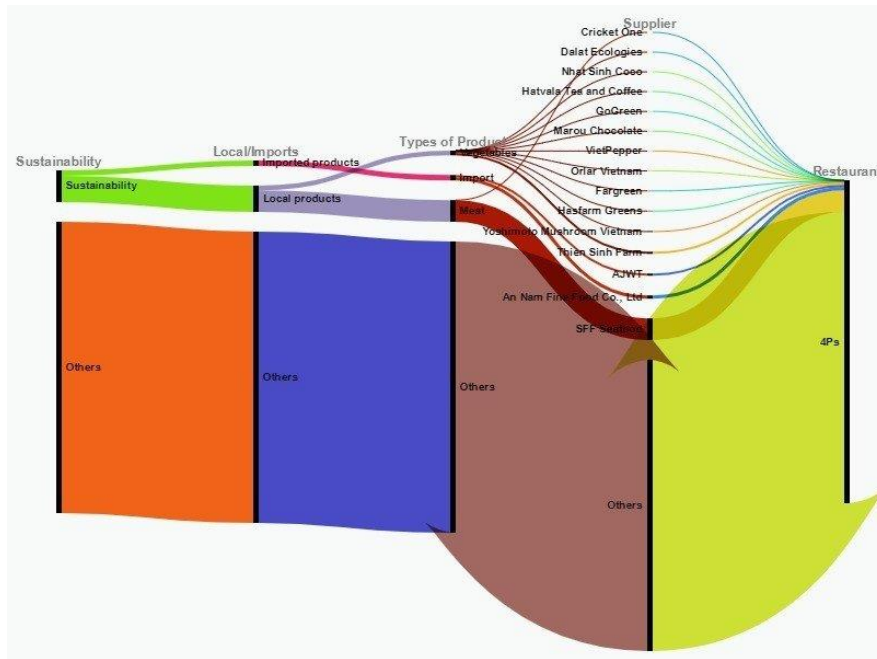 Sustainability
Sustainability
Others
Local/Imports
Imported products
Local products
Others
Types of Product
Vegetables
Import
Meat
Others
Supplier
Cricket One
Dalat Ecologies
Nhat Sinh Coco
Hatvala Tea and Coffee
GoGreen
Marou Chocolate
VietPepper
Orlar Vietnam
Fargreen
Hasfarm Greens
Yoshimoto Mushroom Vietnam
Thien Sinh Farm
AJWT
An Nam Fine Food Co., Ltd
SFF Seafood
Others
Restauran
4Ps